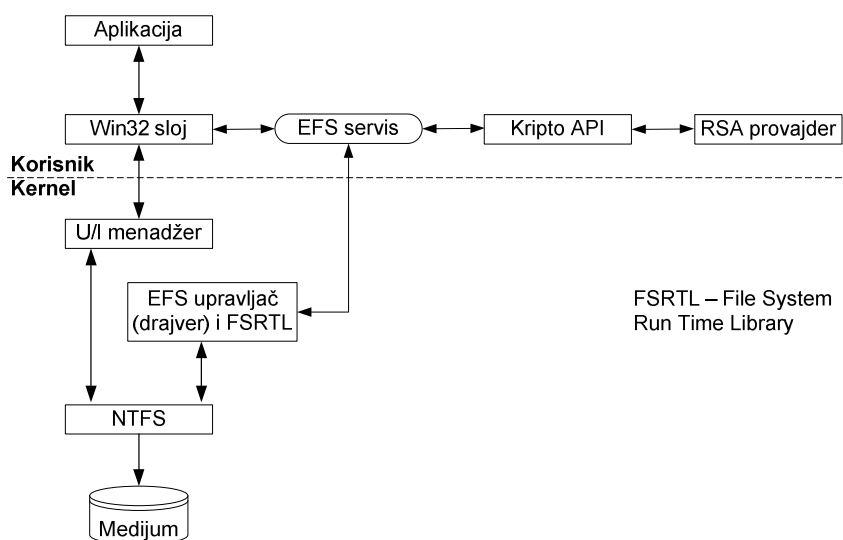 Aplikacija
Win32 sloj
EFS servis
Kripto API
RSA provajder
Korisnik
Kernel
U/I menadžer
EFS upravljač
(drajver) i FSRTL
FSRTL – File System
Run Time Library
NTFS
Medijum